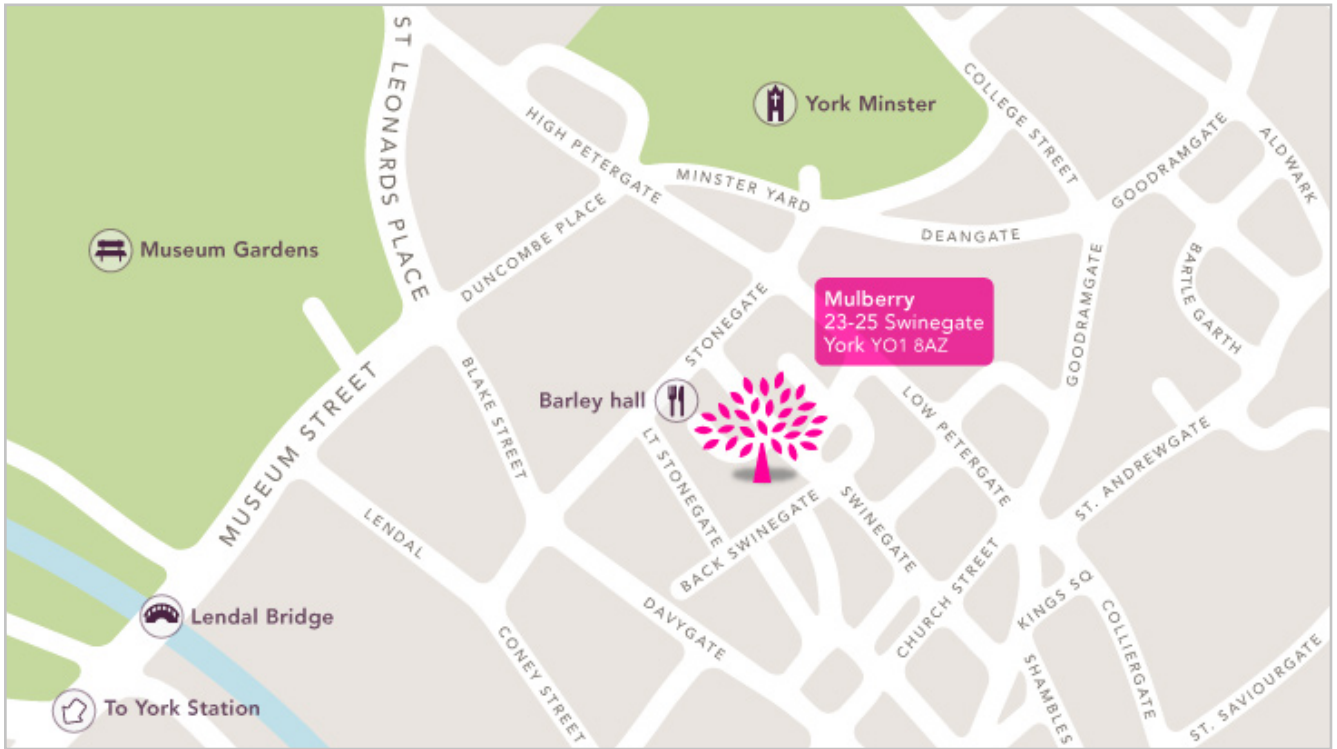 ST LEONARDS PLACE
York Minster
COLLEGE STREET
ALDWARK
HIGH PETERGATE
MINSTER YARD
GOODRAMGATE
DEANGATE
Museum Gardens
DUNCOMBE PLACE
BARTLE GARTH
GOODRAMGATE
Mulberry
23-25 Swinegate
York YO1 8AZ
STONEGATE
MUSEUM STREET
BLAKE STREET
Barley hall
LT STONEGATE
LOW PETERGATE
ST. ANDREWGATE
LENDAL
BACK SWINEGATE
SWINEGATE
CHURCH STREET
KINGS SQ
COLLIERGATE
Lendal Bridge
DAVYGATE
CONEY STREET
SHAMBLES
ST. SAVIOURGATE
To York Station